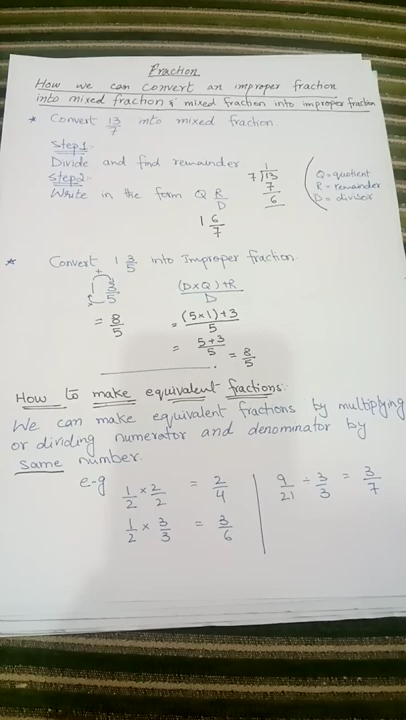 Fraction
How we can convert an improper fraction
into mixed fraction & mixed fraction into improper fraction
* Convert 13/7 into mixed fraction.
Step1:-
Divide and find remainder
Step2:-
Write in the form Q R/D
1 6/7
1
7√13
7
6
Q = quotient
R = remainder
D = divisor
* Convert 1 3/5 into Improper fraction.
+
1 3/5
x
= 8/5
(D×Q)+R/D
= (5×1)+3/5
= 5+3/5 = 8/5
How to make equivalent fractions:-
We can make equivalent fractions by multiplying
or dividing numerator and denominator by
same number.
e-g 1/2 × 2/2 = 2/4
1/2 × 3/3 = 3/6
9/21 ÷ 3/3 = 3/7